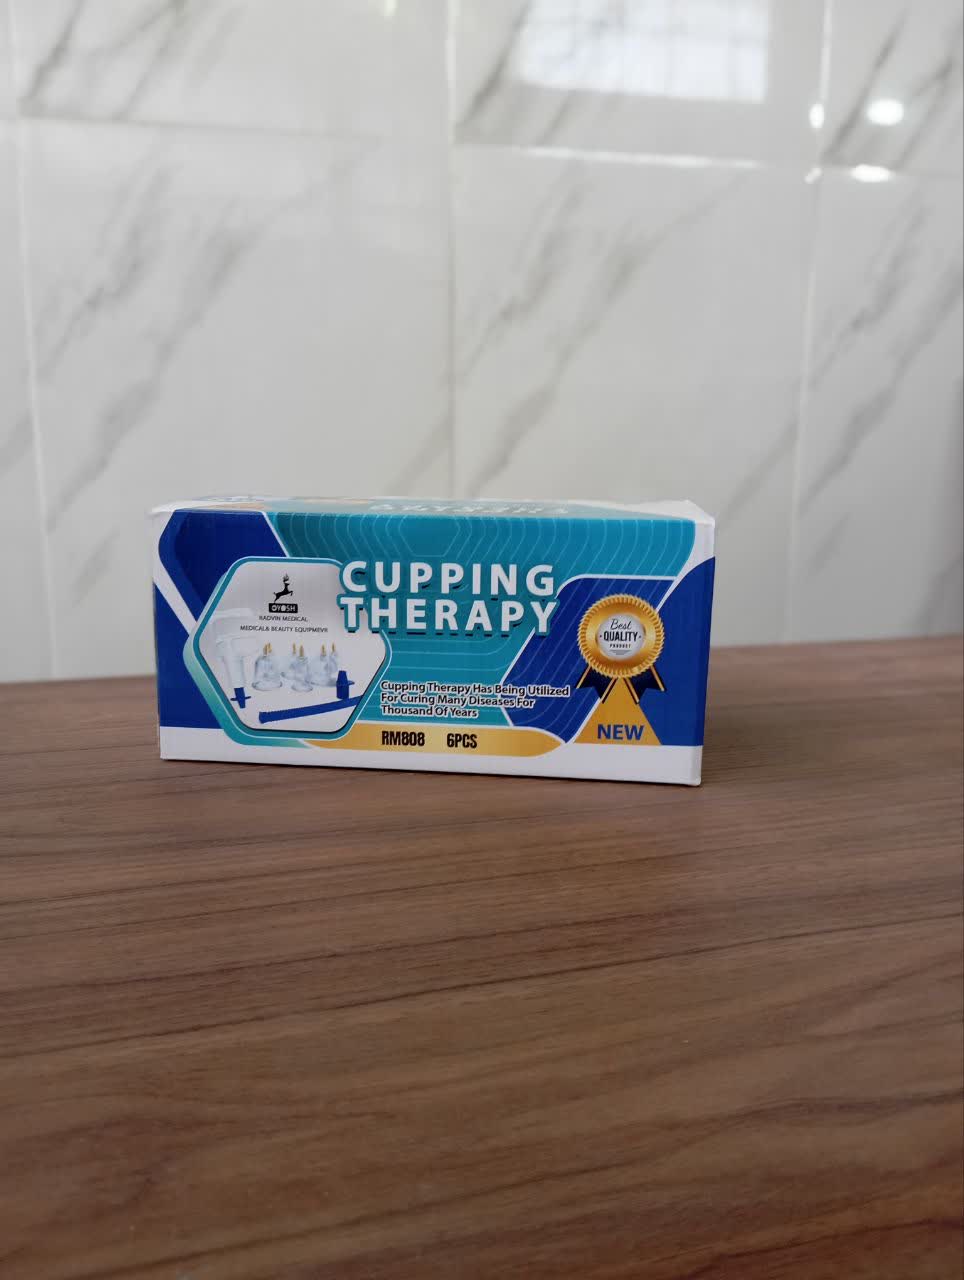 CUPPING
THERAPY
OYOSH
RADVIN MEDICAL
MEDICAL& BEAUTY EQUIPMEVR
Best
QUALITY
PRODUCT
Cupping Therapy Has Being Utilized
For Curing Many Diseases For
Thousand Of Years
RM808 6PCS
NEW